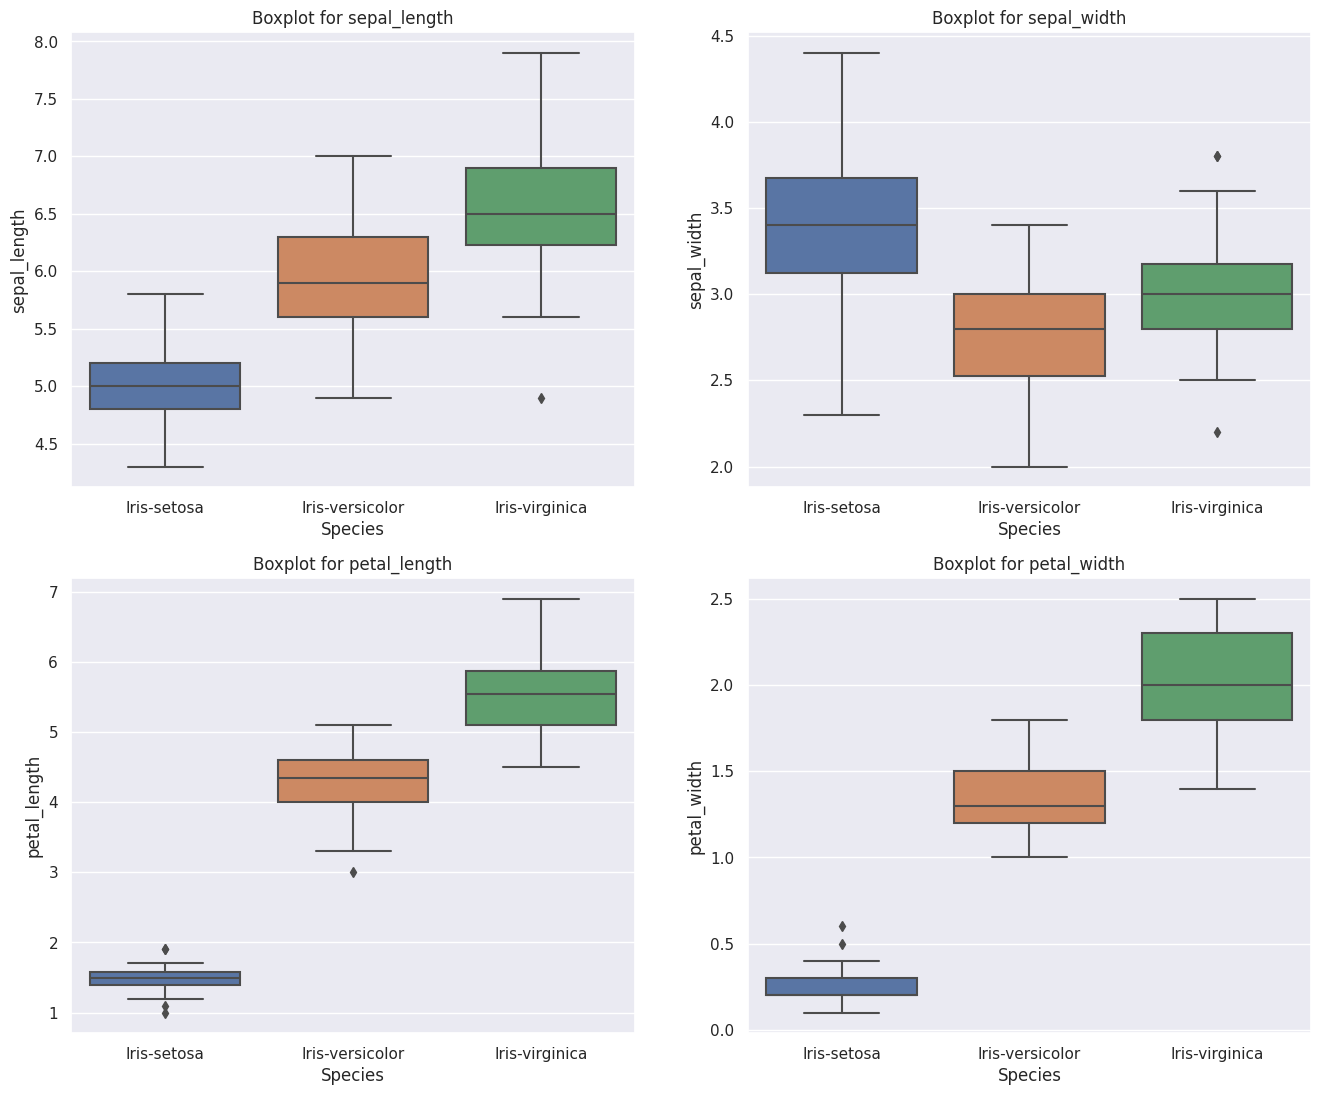 Boxplot for sepal_length
8.0
7.5
7.0
6.5
6.0
5.5
5.0
4.5
sepal_length
Iris-setosa Iris-versicolor Iris-virginica
Species
Boxplot for sepal_width
4.5
4.0
3.5
3.0
2.5
2.0
sepal_width
Iris-setosa Iris-versicolor Iris-virginica
Species
Boxplot for petal_length
7
6
5
4
3
2
1
petal_length
Iris-setosa Iris-versicolor Iris-virginica
Species
Boxplot for petal_width
2.5
2.0
1.5
1.0
0.5
0.0
petal_width
Iris-setosa Iris-versicolor Iris-virginica
Species